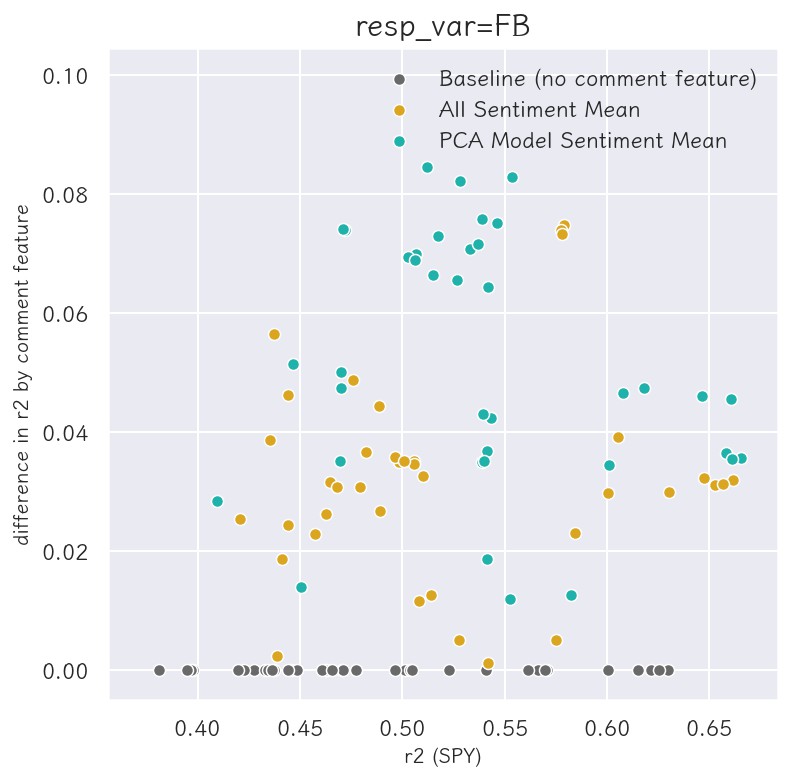 resp_var=FB
Baseline (no comment feature)
All Sentiment Mean
PCA Model Sentiment Mean
difference in r2 by comment feature
0.10
0.08
0.06
0.04
0.02
0.00
0.40 0.45 0.50 0.55 0.60 0.65
r2 (SPY)